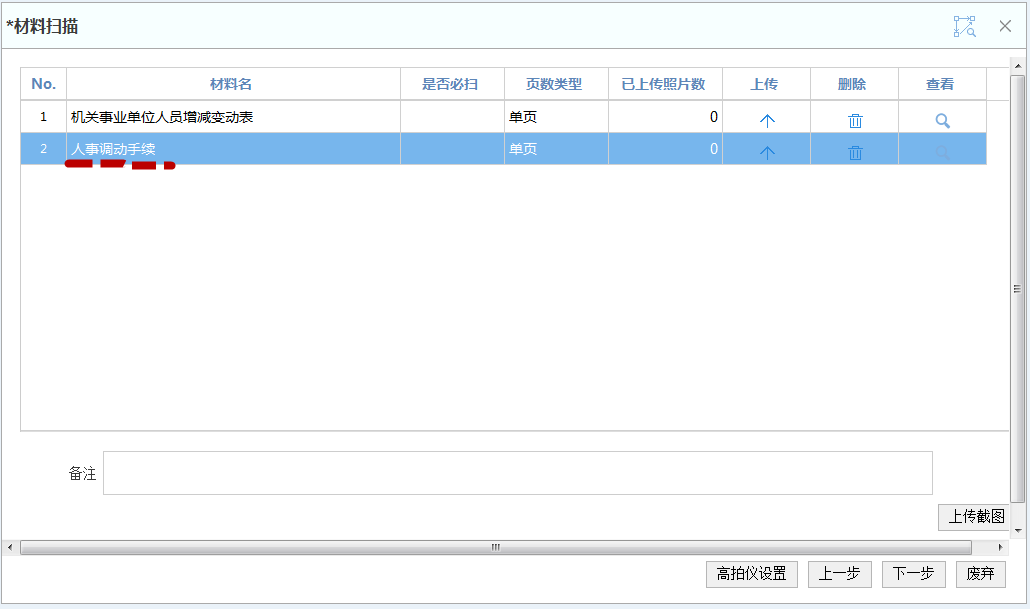 *材料扫描
No. 材料名 是否必扫 页数类型 已上传照片数 上传 删除 查看
1 机关事业单位人员增减变动表 单页 0
2 人事调动手续 单页 0
备注
上传截图
高拍仪设置 上一步 下一步 废弃